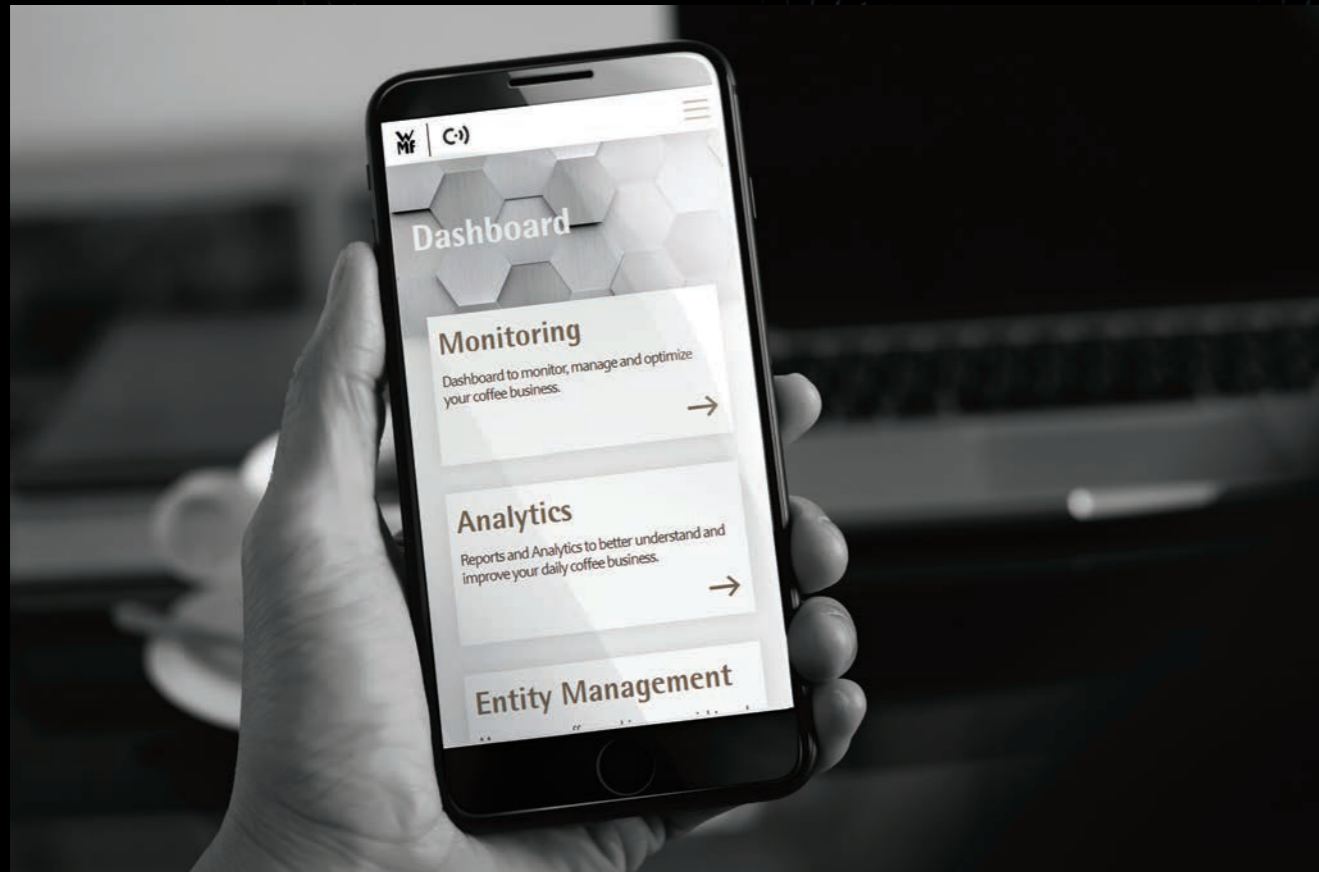 WMF
Dashboard
Monitoring
Dashboard to monitor, manage and optimize
your coffee business.
Analytics
Reports and Analytics to better understand and
improve your daily coffee business.
Entity Management